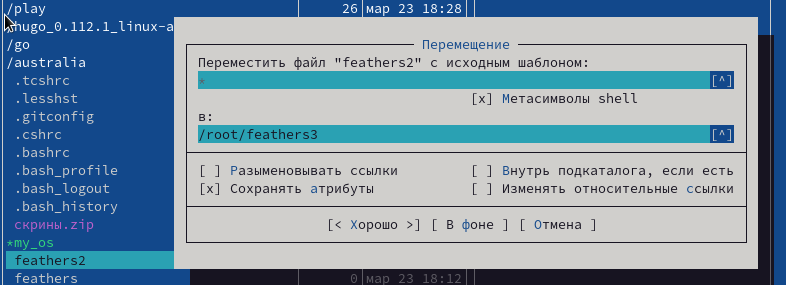 /play 26 мар 23 18:28
/hugo_0.112.1_linux-a
/go
/australia
.tcshrc
.lesshst
.gitconfig
.cshrc
.bashrc
.bash_profile
.bash_logout
.bash_history
скрины.zip
*my_os
feathers2
feathers 0 мар 23 18:12
Перемещение
Переместить файл "feathers2" с исходным шаблоном:
* [^]
[x] Метасимволы shell
в:
/root/feathers3 [^]
[ ] Разыменовывать ссылки [ ] Внутрь подкаталога, если есть
[x] Сохранять атрибуты [ ] Изменять относительные ссылки
[< Хорошо >] [ В фоне ] [ Отмена ]